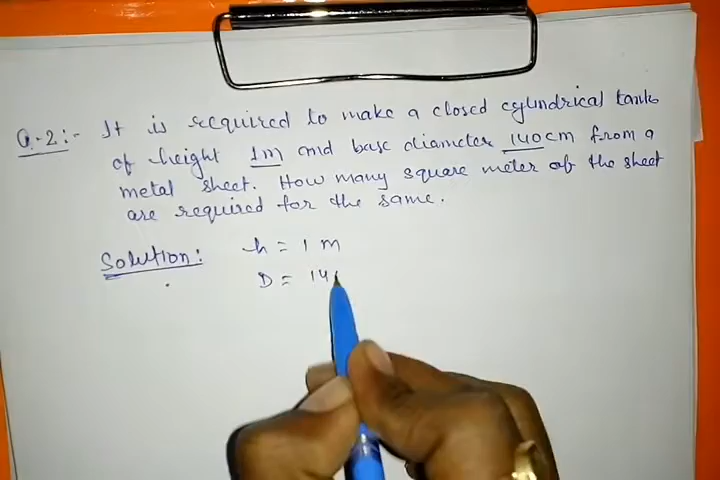 Q.2:- It is required to make a closed cylindrical tank
of height 1m and base diameter 140cm from a
metal sheet. How many square meter of the sheet
are required for the same.
Solution: h = 1 m
D = 14